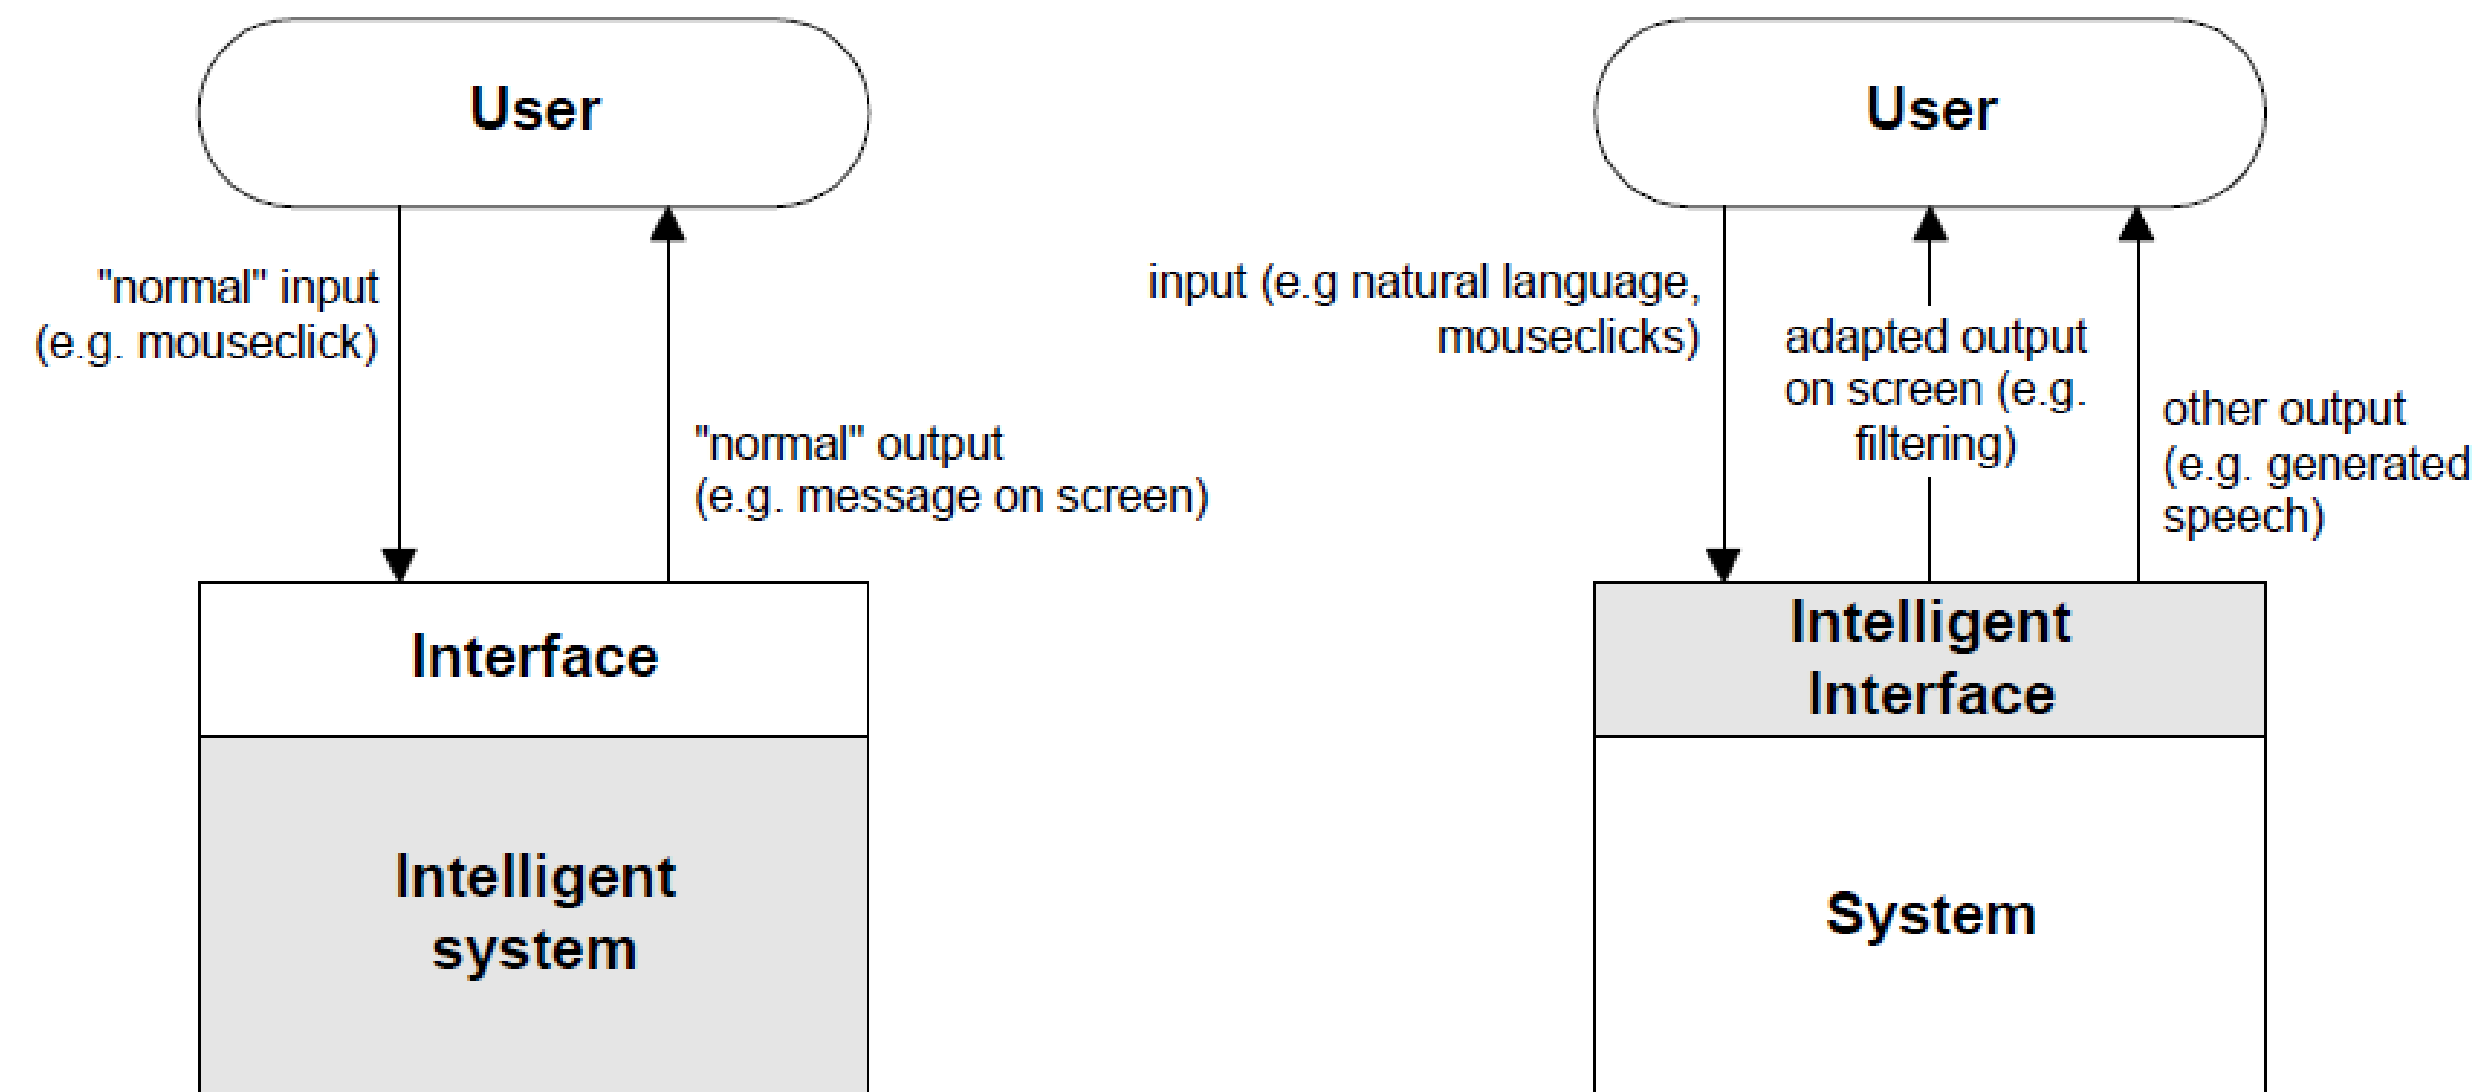 User
"normal" input
(e.g. mouseclick)
"normal" output
(e.g. message on screen)
Interface
Intelligent
system
User
input (e.g natural language,
mouseclicks)
adapted output
on screen (e.g.
filtering)
other output
(e.g. generated
speech)
Intelligent
Interface
System